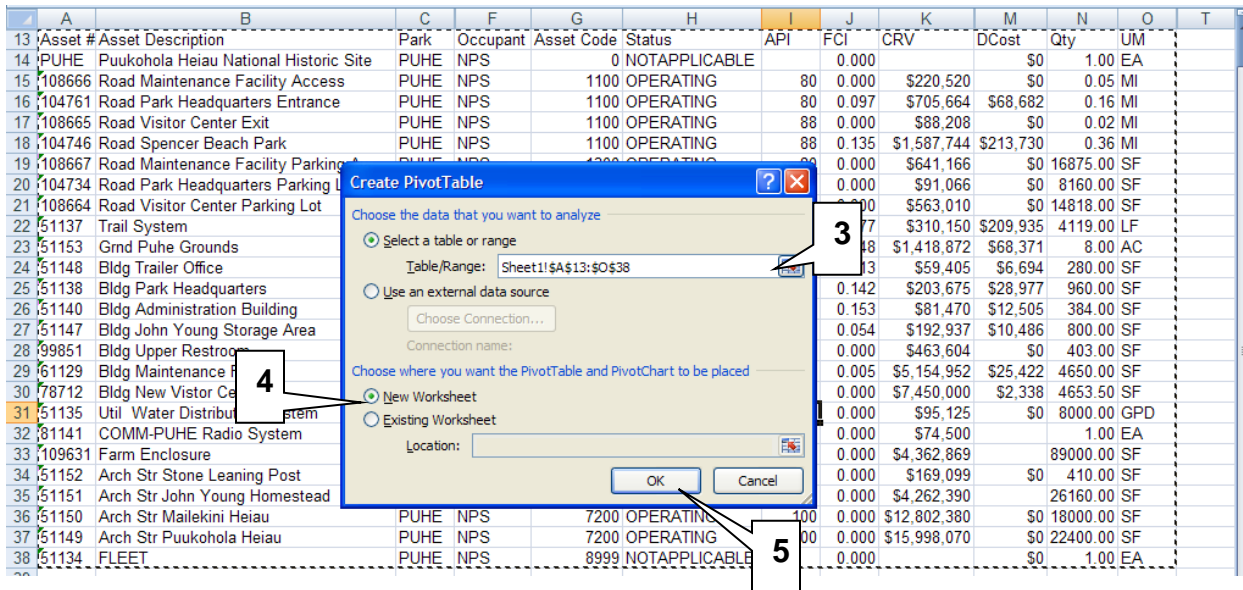 A B C F G H I J K M N O T
13 Asset # Asset Description Park Occupant Asset Code Status API FCI CRV DCost Qty UM
14 PUHE Puukohola Heiau National Historic Site PUHE NPS 0 NOTAPPLICABLE 0.000 $0 1.00 EA
15 108666 Road Maintenance Facility Access PUHE NPS 1100 OPERATING 80 0.000 $220,520 $0 0.05 MI
16 104761 Road Park Headquarters Entrance PUHE NPS 1100 OPERATING 80 0.097 $705,664 $68,682 0.16 MI
17 108665 Road Visitor Center Exit PUHE NPS 1100 OPERATING 88 0.000 $88,208 $0 0.02 MI
18 104746 Road Spencer Beach Park PUHE NPS 1100 OPERATING 88 0.135 $1,587,744 $213,730 0.36 MI
19 108667 Road Maintenance Facility Parking 0.000 $641,166 $0 16875.00 SF
20 104734 Road Park Headquarters Parking 0.000 $91,066 $0 8160.00 SF
21 108664 Road Visitor Center Parking Lot $563,010 $0 14818.00 SF
22 51137 Trail System 77 $310,150 $209,935 4119.00 LF
23 51153 Grnd Puhe Grounds 48 $1,418,872 $68,371 8.00 AC
24 51148 Bldg Trailer Office 13 $59,405 $6,694 280.00 SF
25 51138 Bldg Park Headquarters 0.142 $203,675 $28,977 960.00 SF
26 51140 Bldg Administration Building 0.153 $81,470 $12,505 384.00 SF
27 51147 Bldg John Young Storage Area 0.054 $192,937 $10,486 800.00 SF
28 99851 Bldg Upper Restroom 0.000 $463,604 $0 403.00 SF
29 61129 Bldg Maintenance 0.005 $5,154,952 $25,422 4650.00 SF
30 78712 Bldg New Vistor Ce 0.000 $7,450,000 $2,338 4653.50 SF
31 51135 Util Water Distribut stem 0.000 $95,125 $0 8000.00 GPD
32 81141 COMM-PUHE Radio System 0.000 $74,500 1.00 EA
33 109631 Farm Enclosure 0.000 $4,362,869 89000.00 SF
34 51152 Arch Str Stone Leaning Post 0.000 $169,099 $0 410.00 SF
35 51151 Arch Str John Young Homestead 0.000 $4,262,390 26160.00 SF
36 51150 Arch Str Mailekini Heiau PUHE NPS 7200 OPERATING 100 0.000 $12,802,380 $0 18000.00 SF
37 51149 Arch Str Puukohola Heiau PUHE NPS 7200 OPERATING 00 0.000 $15,998,070 $0 22400.00 SF
38 51134 FLEET PUHE NPS 8999 NOTAPPLICABLE 0.000 $0 1.00 EA
Create PivotTable
Choose the data that you want to analyze
Select a table or range
Table/Range: Sheet1!$A$13:$O$38
Use an external data source
Choose Connection...
Connection name:
Choose where you want the PivotTable and PivotChart to be placed
New Worksheet
Existing Worksheet
Location:
OK Cancel
3
4
5